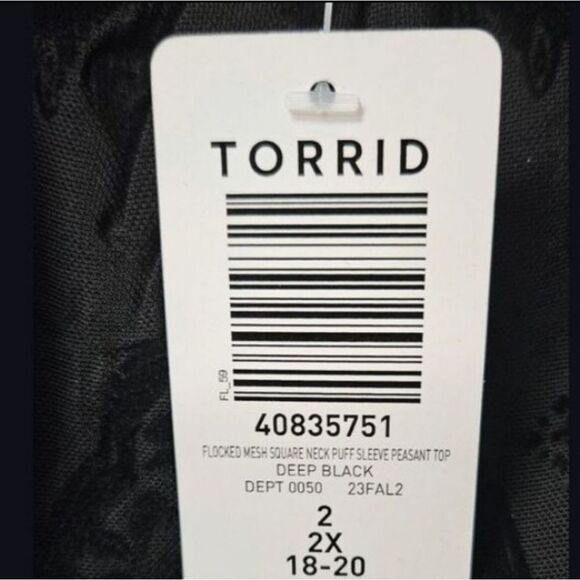 TORRID
FL_59
40835751
FLOCKED MESH SQUARE NECK PUFF SLEEVE PEASANT TOP
DEEP BLACK
DEPT 0050 23FAL2
2
2X
18-20